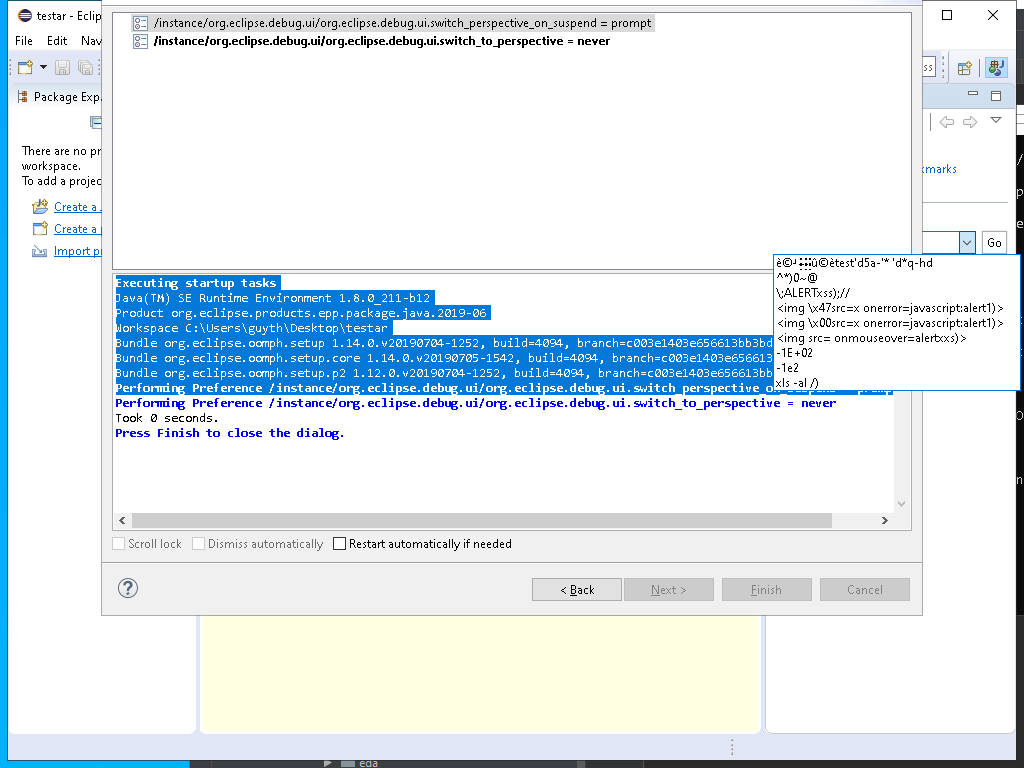 testar - Eclip
/instance/org.eclipse.debug.ui/org.eclipse.debug.ui.switch_perspective_on_suspend = prompt
/instance/org.eclipse.debug.ui/org.eclipse.debug.ui.switch_to_perspective = never
File Edit Nav
ss
Package Exp
There are no pr
workspace.
To add a projec
Create a
Create a
Import p
kmarks
Go
Executing startup tasks
Java(TM) SE Runtime Environment 1.8.0_211-b12
Product org.eclipse.products.epp.package.java.2019-06
Workspace C:\Users\guyth\Desktop\testar
Bundle org.eclipse.oomph.setup 1.14.0.v20190704-1252, build=4094, branch=c003e1403e656613bb3bd
Bundle org.eclipse.oomph.setup.core 1.14.0.v20190705-1542, build=4094, branch=c003e1403e656613
Bundle org.eclipse.oomph.setup.p2 1.12.0.v20190704-1252, build=4094, branch=c003e1403e656613bb
Performing Preference /instance/org.eclipse.debug.ui/org.eclipse.debug.ui.switch_perspective_o
Performing Preference /instance/org.eclipse.debug.ui/org.eclipse.debug.ui.switch_to_perspective = never
Took 0 seconds.
Press Finish to close the dialog.
test'd5a-'* 'd*q-hd
^*)0~@
\;ALERTxss);//
<img \x47src=x onerror=javascript:alert1)>
<img \x00src=x onerror=javascript:alert1)>
<img src= onmouseover=alertxxs)>
-1E+02
-1e2
xls -al /)
Scroll lock Dismiss automatically Restart automatically if needed
? < Back Next > Finish Cancel
eda